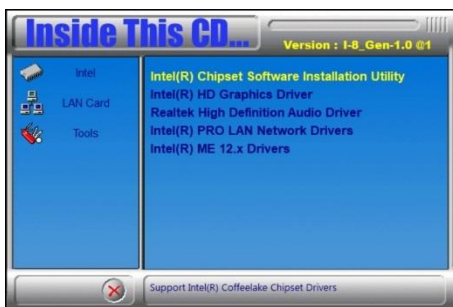 Inside This CD...
Version : I-8_Gen-1.0 @1
Intel
LAN Card
Tools
Intel(R) Chipset Software Installation Utility
Intel(R) HD Graphics Driver
Realtek High Definition Audio Driver
Intel(R) PRO LAN Network Drivers
Intel(R) ME 12.x Drivers
Support Intel(R) Coffeelake Chipset Drivers